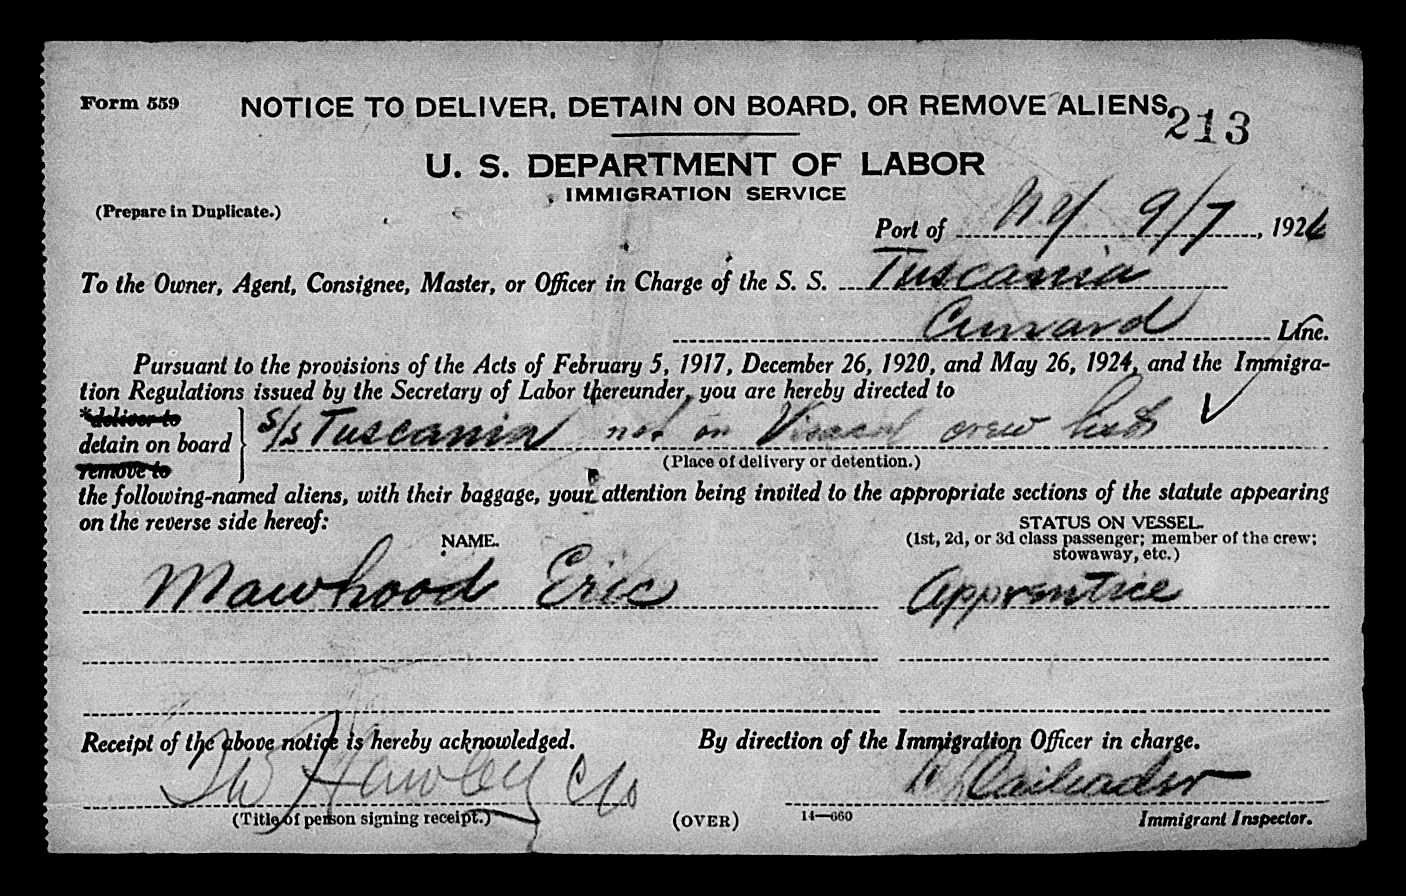 Form 559
NOTICE TO DELIVER, DETAIN ON BOARD, OR REMOVE ALIENS
213
U. S. DEPARTMENT OF LABOR
IMMIGRATION SERVICE
(Prepare in Duplicate.)
Port of N.Y 9/7, 1926
To the Owner, Agent, Consignee, Master, or Officer in Charge of the S. S. Tuscania
Cunard Line.
Pursuant to the provisions of the Acts of February 5, 1917, December 26, 1920, and May 26, 1924, and the Immigra-
tion Regulations issued by the Secretary of Labor thereunder, you are hereby directed to
*deliver to
detain on board } S/S Tuscania not on Visaed crew list ✓
remove to
(Place of delivery or detention.)
the following-named aliens, with their baggage, your attention being invited to the appropriate sections of the statute appearing
on the reverse side hereof:
NAME.
STATUS ON VESSEL.
(1st, 2d, or 3d class passenger; member of the crew;
stowaway, etc.)
Mawhood Eric Apprentice
Receipt of the above notice is hereby acknowledged. By direction of the Immigration Officer in charge.
Hawley
(Title of person signing receipt.) (OVER) 14—660 Immigrant Inspector.